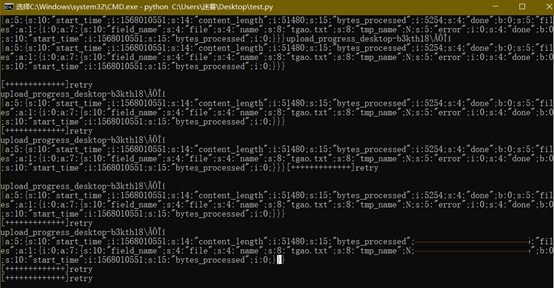 选择C:\Windows\system32\CMD.exe - python C:\Users\迷雾\Desktop\test.py
|a:5:{s:10:"start_time";i:1568010551;s:14:"content_length";i:51480;s:15:"bytes_processed";i:5254;s:4:"done";b:0;s:5:"fil
es";a:1:{i:0;a:7:{s:10:"field_name";s:4:"file";s:4:"name";s:8:"tgao.txt";s:8:"tmp_name";N;s:5:"error";i:0;s:4:"done";b:0
;s:10:"start_time";i:1568010551;s:15:"bytes_processed";i:0;}}}upload_progress_desktop-b3kth18\
|a:5:{s:10:"start_time";i:1568010551;s:14:"content_length";i:51480;s:15:"bytes_processed";i:5254;s:4:"done";b:0;s:5:"fil
es";a:1:{i:0;a:7:{s:10:"field_name";s:4:"file";s:4:"name";s:8:"tgao.txt";s:8:"tmp_name";N;s:5:"error";i:0;s:4:"done";b:0
;s:10:"start_time";i:1568010551;s:15:"bytes_processed";i:0;}}}
[+++++++++++++]retry
upload_progress_desktop-b3kth18\
|a:5:{s:10:"start_time";i:1568010551;s:14:"content_length";i:51480;s:15:"bytes_processed";i:5254;s:4:"done";b:0;s:5:"fil
es";a:1:{i:0;a:7:{s:10:"field_name";s:4:"file";s:4:"name";s:8:"tgao.txt";s:8:"tmp_name";N;s:5:"error";i:0;s:4:"done";b:0
;s:10:"start_time";i:1568010551;s:15:"bytes_processed";i:0;}}}
[+++++++++++++]retry
upload_progress_desktop-b3kth18\
|a:5:{s:10:"start_time";i:1568010551;s:14:"content_length";i:51480;s:15:"bytes_processed";i:5254;s:4:"done";b:0;s:5:"fil
es";a:1:{i:0;a:7:{s:10:"field_name";s:4:"file";s:4:"name";s:8:"tgao.txt";s:8:"tmp_name";N;s:5:"error";i:0;s:4:"done";b:0
;s:10:"start_time";i:1568010551;s:15:"bytes_processed";i:0;}}}[+++++++++++++]retry
upload_progress_desktop-b3kth18\
|a:5:{s:10:"start_time";i:1568010551;s:14:"content_length";i:51480;s:15:"bytes_processed";i:5254;s:4:"done";b:0;s:5:"fil
es";a:1:{i:0;a:7:{s:10:"field_name";s:4:"file";s:4:"name";s:8:"tgao.txt";s:8:"tmp_name";N;s:5:"error";i:0;s:4:"done";b:0
;s:10:"start_time";i:1568010551;s:15:"bytes_processed";i:0;}}}
[+++++++++++++]retry
upload_progress_desktop-b3kth18\
|a:5:{s:10:"start_time";i:1568010551;s:14:"content_length";i:51480;s:15:"bytes_processed"; ;"fil
es";a:1:{i:0;a:7:{s:10:"field_name";s:4:"file";s:4:"name";s:8:"tgao.txt";s:8:"tmp_name";N; ;b:0
;s:10:"start_time";i:1568010551;s:15:"bytes_processed";i:0;}}}
[+++++++++++++]retry
[+++++++++++++]retry